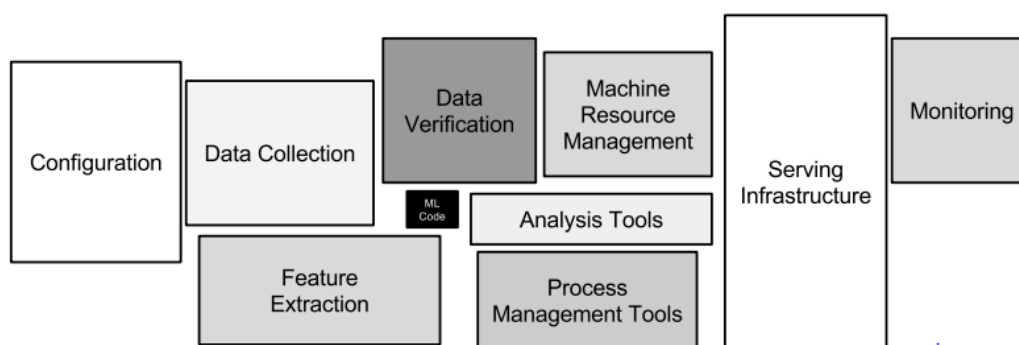 Configuration
Data Collection
Feature
Extraction
Data
Verification
ML
Code
Machine
Resource
Management
Analysis Tools
Process
Management Tools
Serving
Infrastructure
Monitoring